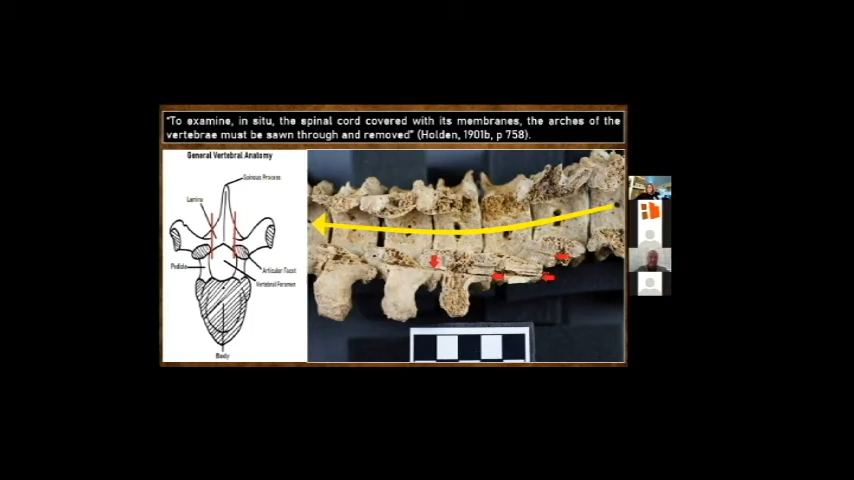 "To examine, in situ, the spinal cord covered with its membranes, the arches of the
vertebrae must be sawn through and removed" (Holden, 1901b, p 758).
General Vertebral Anatomy
Spinous Process
Lamina
Pedicle
Articular Facet
Vertebral Foramen
Body